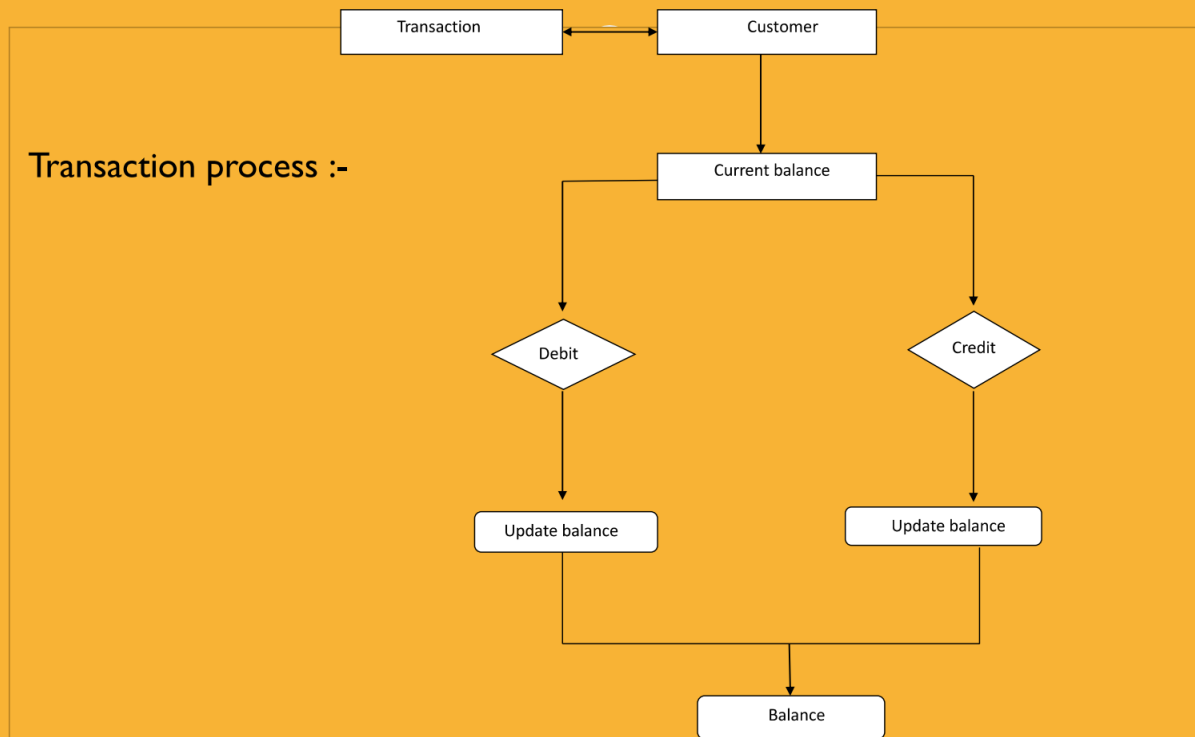 Transaction
Customer
Transaction process :-
Current balance
Debit
Credit
Update balance
Update balance
Balance